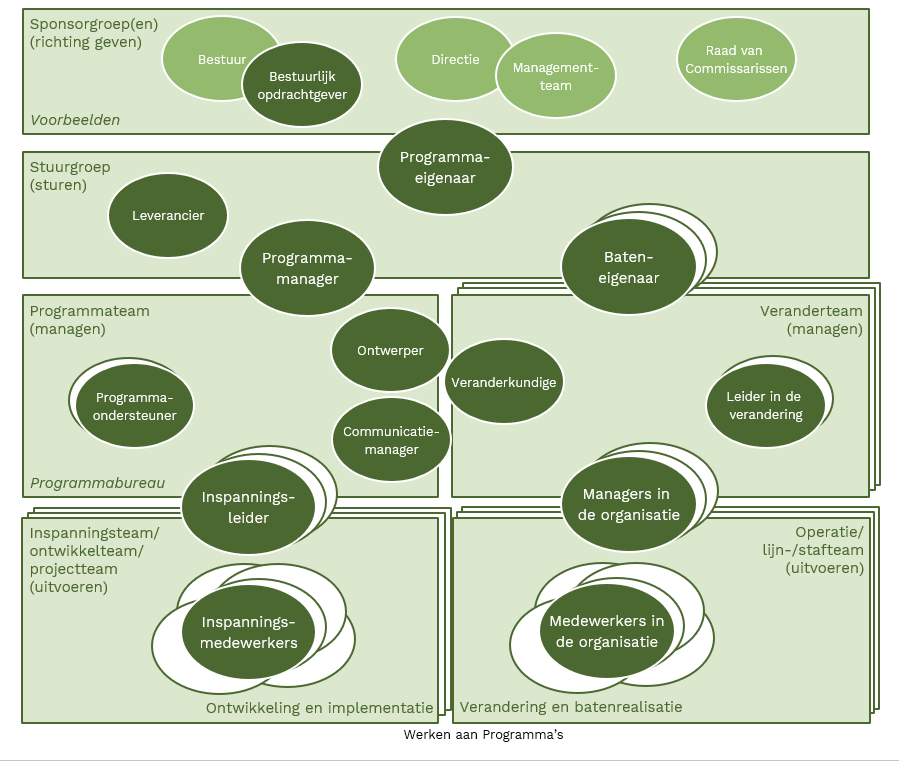 Sponsorgroep(en)
(richting geven)
Bestuur
Bestuurlijk
opdrachtgever
Directie
Management-
team
Raad van
Commissarissen
Voorbeelden
Programma-
eigenaar
Stuurgroep
(sturen)
Leverancier
Programma-
manager
Baten-
eigenaar
Programmateam
(managen)
Ontwerper
Programma-
ondersteuner
Communicatie-
manager
Programmabureau
Veranderteam
(managen)
Veranderkundige
Leider in de
verandering
Inspannings-
leider
Managers in
de organisatie
Inspanningsteam/
ontwikkelteam/
projectteam
(uitvoeren)
Inspannings-
medewerkers
Ontwikkeling en implementatie
Operatie/
lijn-/stafteam
(uitvoeren)
Medewerkers in
de organisatie
Verandering en batenrealisatie
Werken aan Programma's